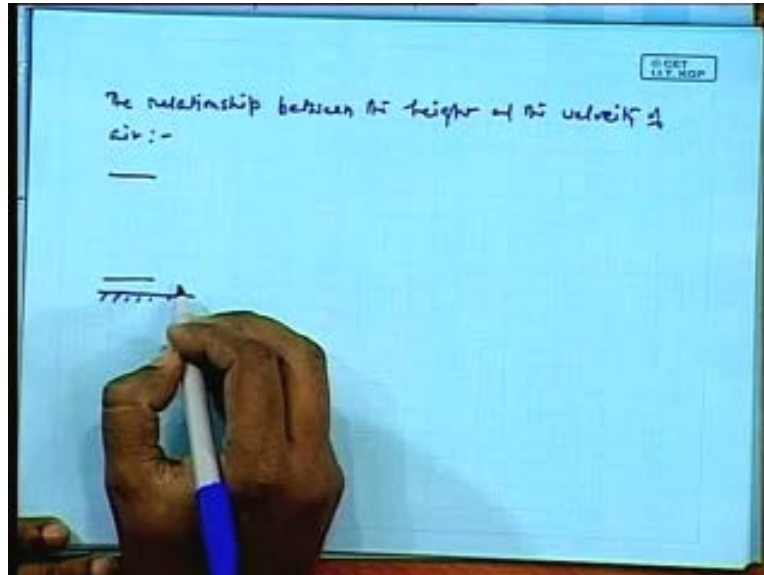 © CET
I.I.T. KGP
The relationship between the height and the velocity of
air :-